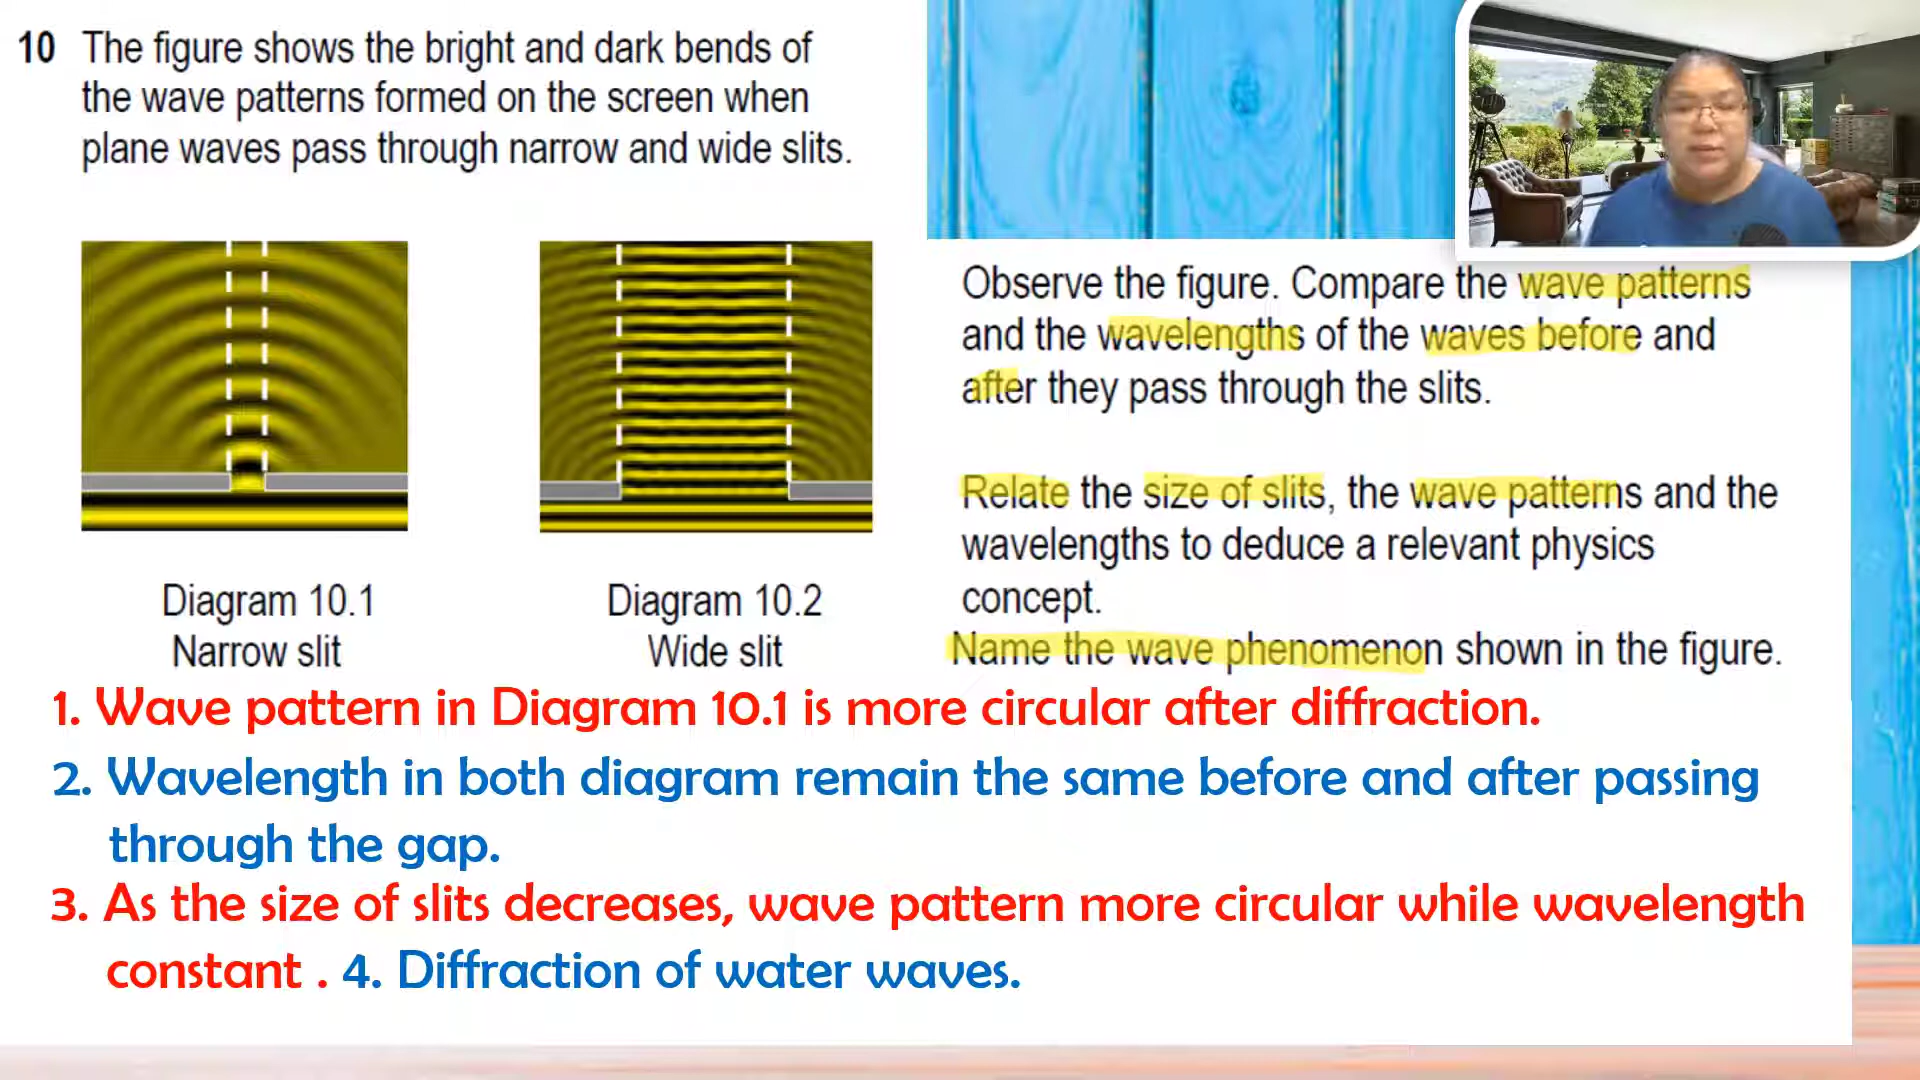 10 The figure shows the bright and dark bends of
the wave patterns formed on the screen when
plane waves pass through narrow and wide slits.
Diagram 10.1
Narrow slit
Diagram 10.2
Wide slit
Observe the figure. Compare the wave patterns
and the wavelengths of the waves before and
after they pass through the slits.
Relate the size of slits, the wave patterns and the
wavelengths to deduce a relevant physics
concept.
Name the wave phenomenon shown in the figure.
1. Wave pattern in Diagram 10.1 is more circular after diffraction.
2. Wavelength in both diagram remain the same before and after passing
through the gap.
3. As the size of slits decreases, wave pattern more circular while wavelength
constant . 4. Diffraction of water waves.